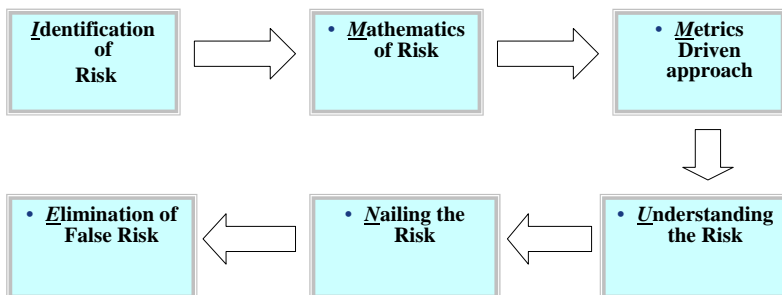 Identification
of
Risk
• Mathematics
of Risk
• Metrics
Driven
approach
• Understanding
the Risk
• Nailing the
Risk
• Elimination of
False Risk